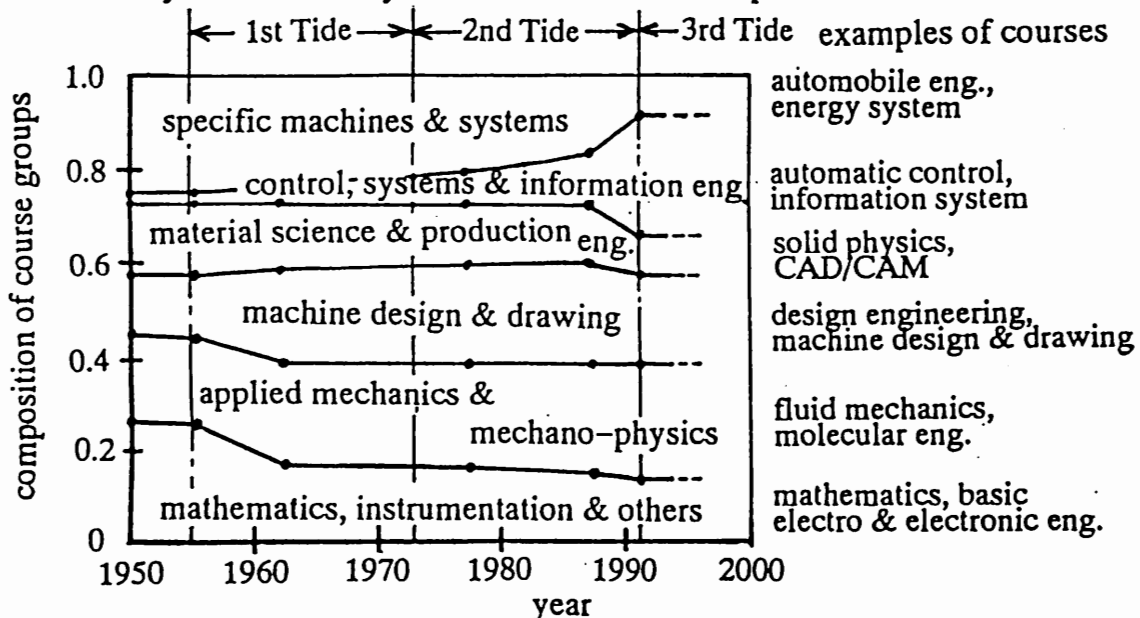 1st Tide 2nd Tide 3rd Tide examples of courses
1.0
0.8
0.6
0.4
0.2
0
composition of course groups
specific machines & systems
control, systems & information eng.
material science & production eng.
machine design & drawing
applied mechanics &
mechano-physics
mathematics, instrumentation & others
automobile eng.,
energy system
automatic control,
information system
solid physics,
CAD/CAM
design engineering,
machine design & drawing
fluid mechanics,
molecular eng.
mathematics, basic
electro & electronic eng.
1950 1960 1970 1980 1990 2000
year